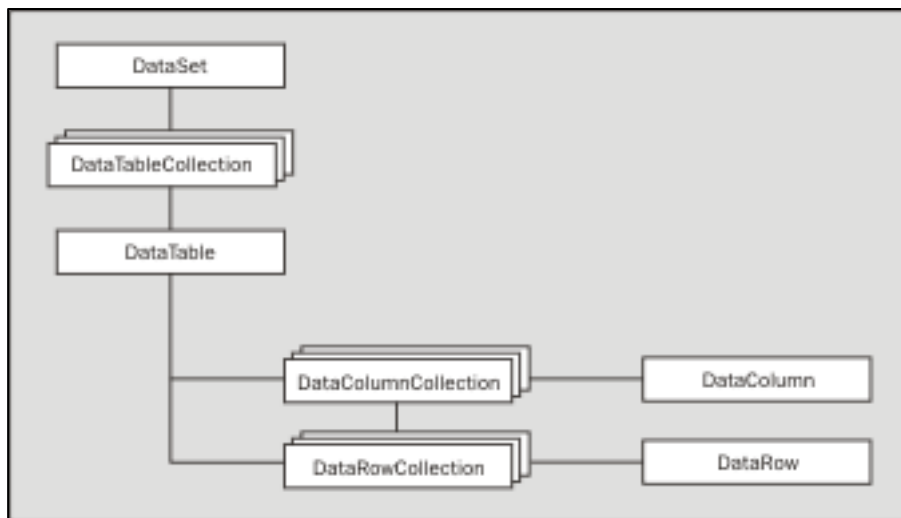 DataSet
DataTableCollection
DataTable
DataColumnCollection
DataColumn
DataRowCollection
DataRow